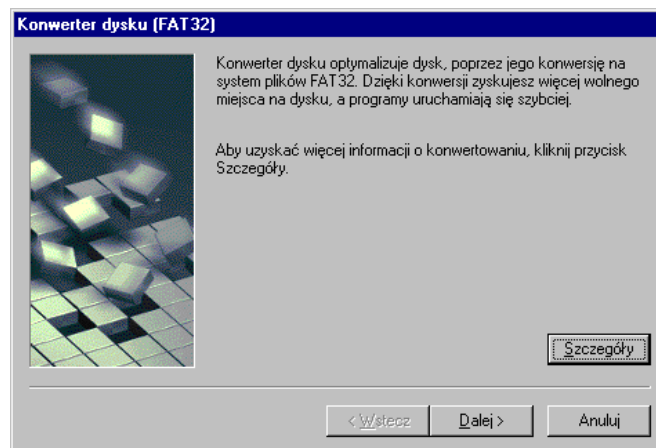 Konwerter dysku (FAT32)
Konwerter dysku optymalizuje dysk, poprzez jego konwersję na
system plików FAT32. Dzięki konwersji zyskujesz więcej wolnego
miejsca na dysku, a programy uruchamiają się szybciej.
Aby uzyskać więcej informacji o konwertowaniu, kliknij przycisk
Szczegóły.
Szczegóły
< Wstecz
Dalej >
Anuluj